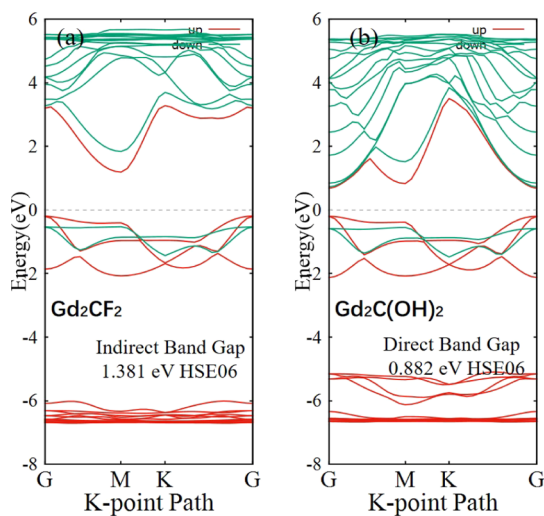 (a)
up
down
6
4
2
0
-2
-4
-6
-8
Energy(eV)
Gd₂CF₂
Indirect Band Gap
1.381 eV HSE06
G
M
K
G
K-point Path
(b)
up
down
6
4
2
0
-2
-4
-6
-8
Energy(eV)
Gd₂C(OH)₂
Direct Band Gap
0.882 eV HSE06
G
M
K
G
K-point Path